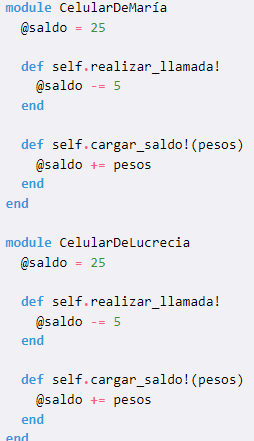 module CelularDeMaría
  @saldo = 25
  def self.realizar_llamada!
    @saldo -= 5
  end
  def self.cargar_saldo!(pesos)
    @saldo += pesos
  end
end
module CelularDeLucrecia
  @saldo = 25
  def self.realizar_llamada!
    @saldo -= 5
  end
  def self.cargar_saldo!(pesos)
    @saldo += pesos
  end
end